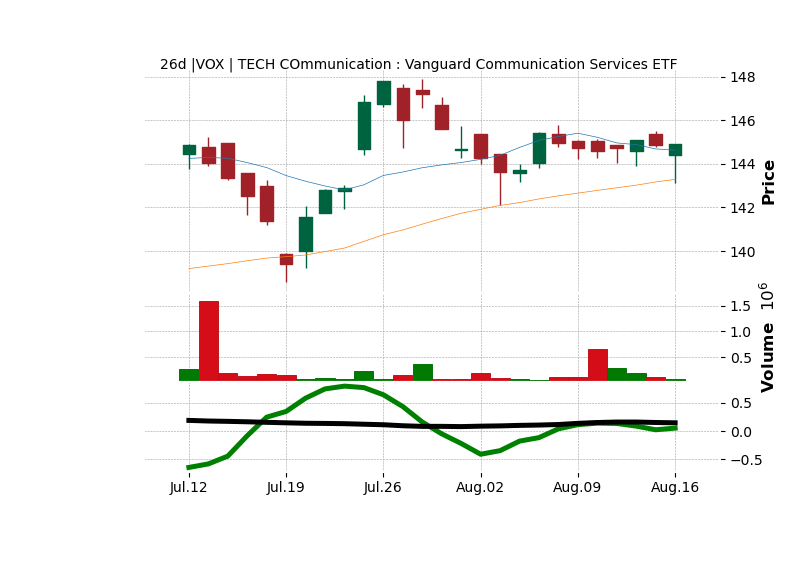 26d |VOX | TECH COmmunication : Vanguard Communication Services ETF
148
146
144
142
140
Price
1.5
1.0
0.5
Volume 10^6
0.5
0.0
−0.5
Jul.12 Jul.19 Jul.26 Aug.02 Aug.09 Aug.16